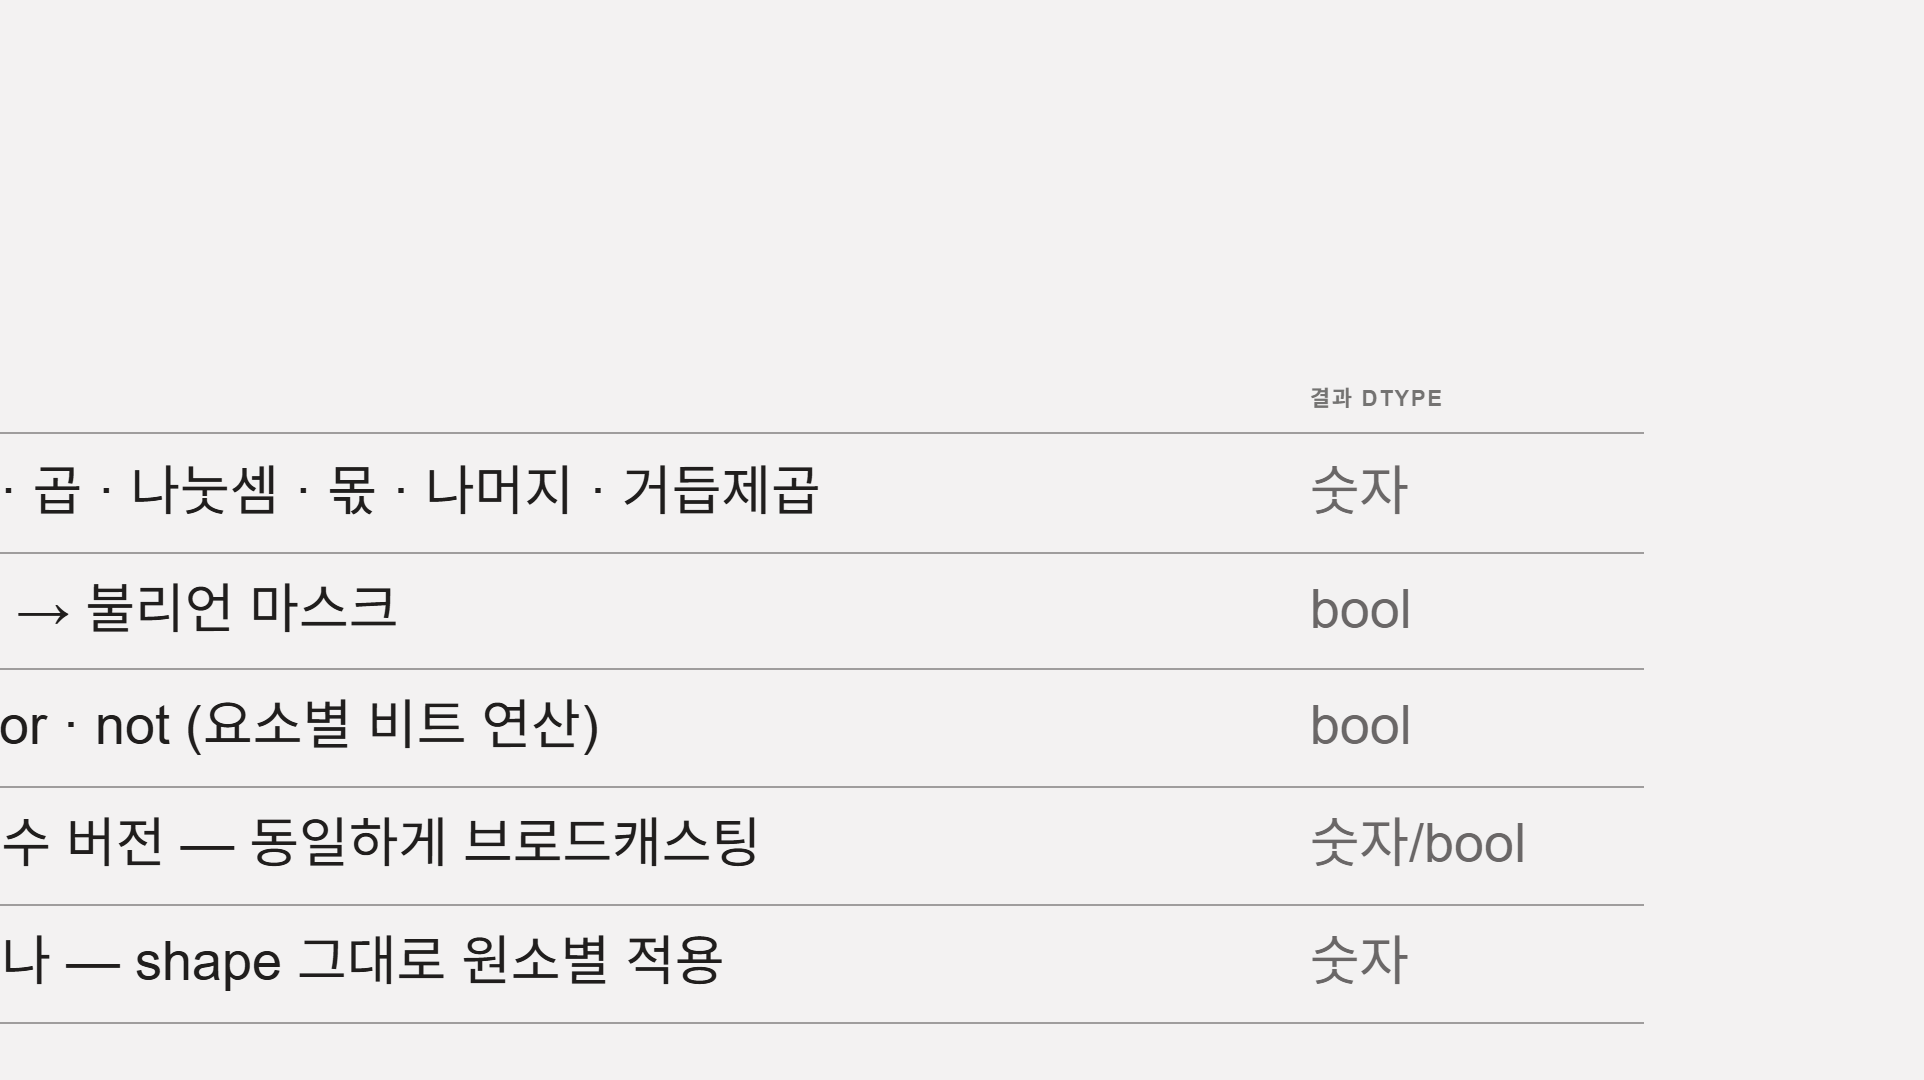 결과 DTYPE
· 곱 · 나눗셈 · 몫 · 나머지 · 거듭제곱 숫자
→ 불리언 마스크 bool
or · not (요소별 비트 연산) bool
수 버전 — 동일하게 브로드캐스팅 숫자/bool
나 — shape 그대로 원소별 적용 숫자